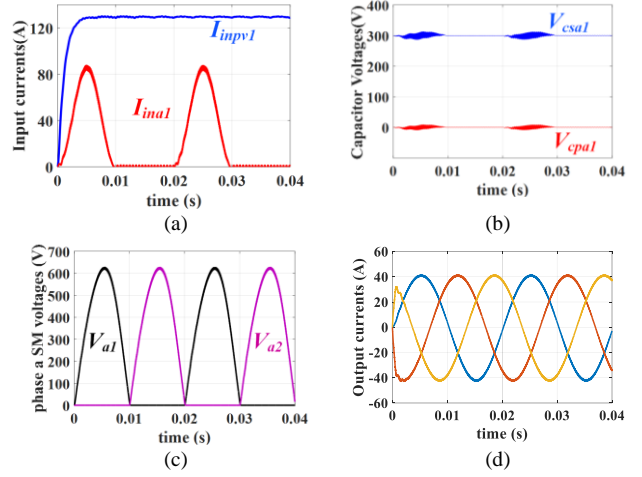 Input currents(A)
120
80
40
0
I_inpv1
I_ina1
0
0.01
0.02
0.03
0.04
time (s)
(a)
Capacitor Voltages(V)
400
300
200
100
0
-100
V_csa1
V_cpa1
0
0.01
0.02
0.03
0.04
time (s)
(b)
phase a SM voltages (V)
700
600
500
400
300
200
100
0
V_a1
V_a2
0
0.01
0.02
0.03
0.04
time (s)
(c)
Output currents (A)
60
40
20
0
-20
-40
-60
0
0.01
0.02
0.03
0.04
time (s)
(d)